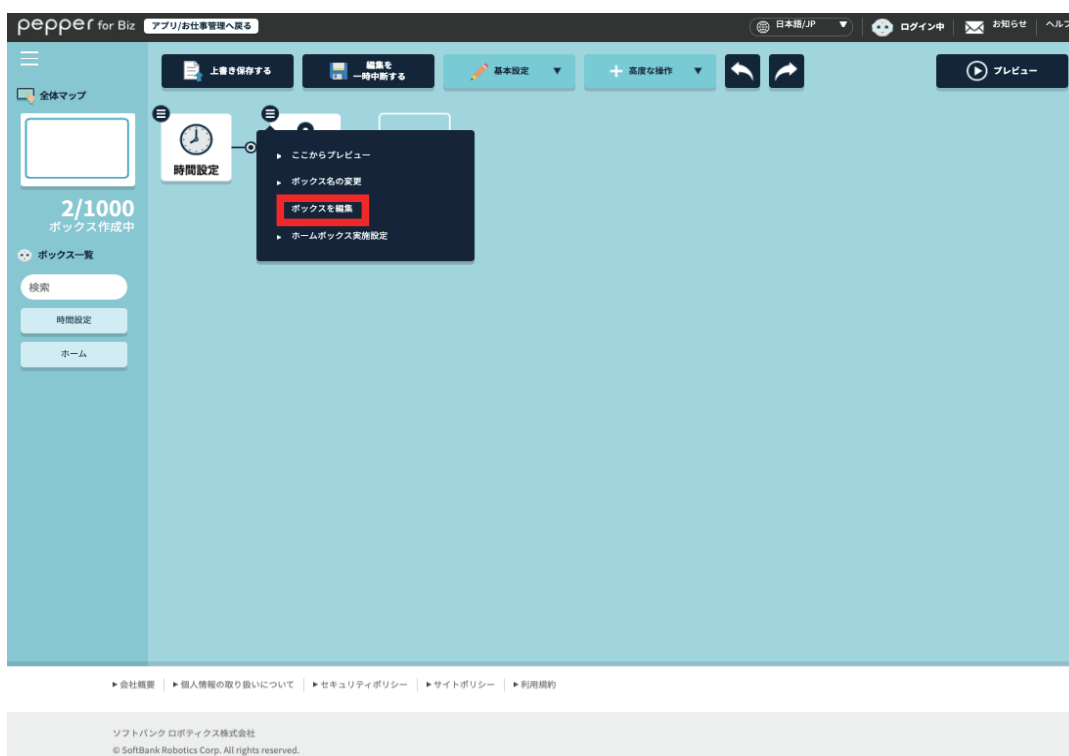 pepper for Biz
アプリ/お仕事管理へ戻る
日本語/JP ▼
ログイン中
お知らせ
ヘルプ
全体マップ
上書き保存する
編集を
一時中断する
基本設定 ▼
高度な操作 ▼
プレビュー
2/1000
ボックス作成中
ボックス一覧
検索
時間設定
ホーム
時間設定
▶ ここからプレビュー
▶ ボックス名の変更
ボックスを編集
▶ ホームボックス実施設定
▶会社概要
▶個人情報の取り扱いについて
▶セキュリティポリシー
▶サイトポリシー
▶利用規約
ソフトバンク ロボティクス株式会社
© SoftBank Robotics Corp. All rights reserved.